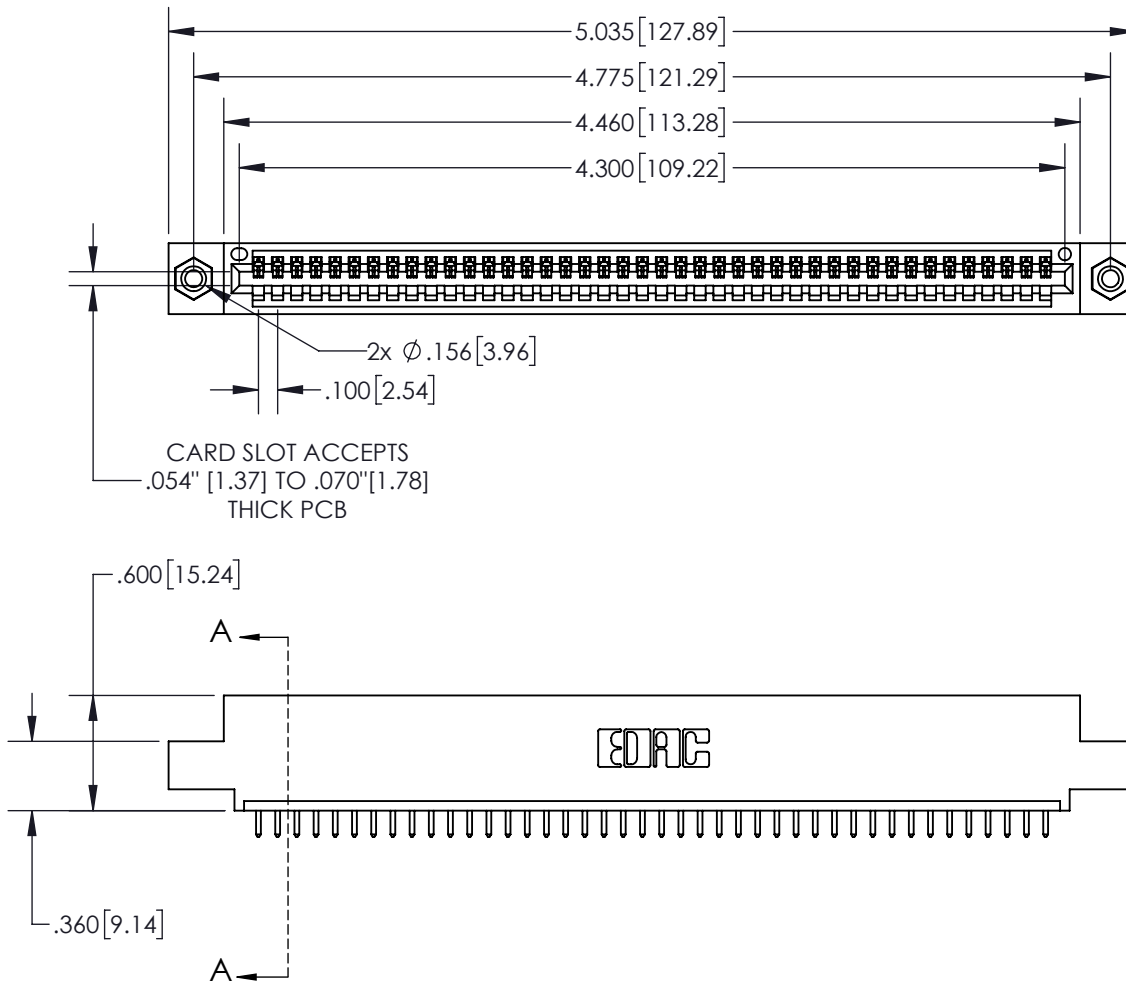 5.035[127.89]
4.775[121.29]
4.460[113.28]
4.300[109.22]
2x Ø.156[3.96]
.100[2.54]
CARD SLOT ACCEPTS
.054" [1.37] TO .070"[1.78]
THICK PCB
.600[15.24]
A
EDAC
.360[9.14]
A